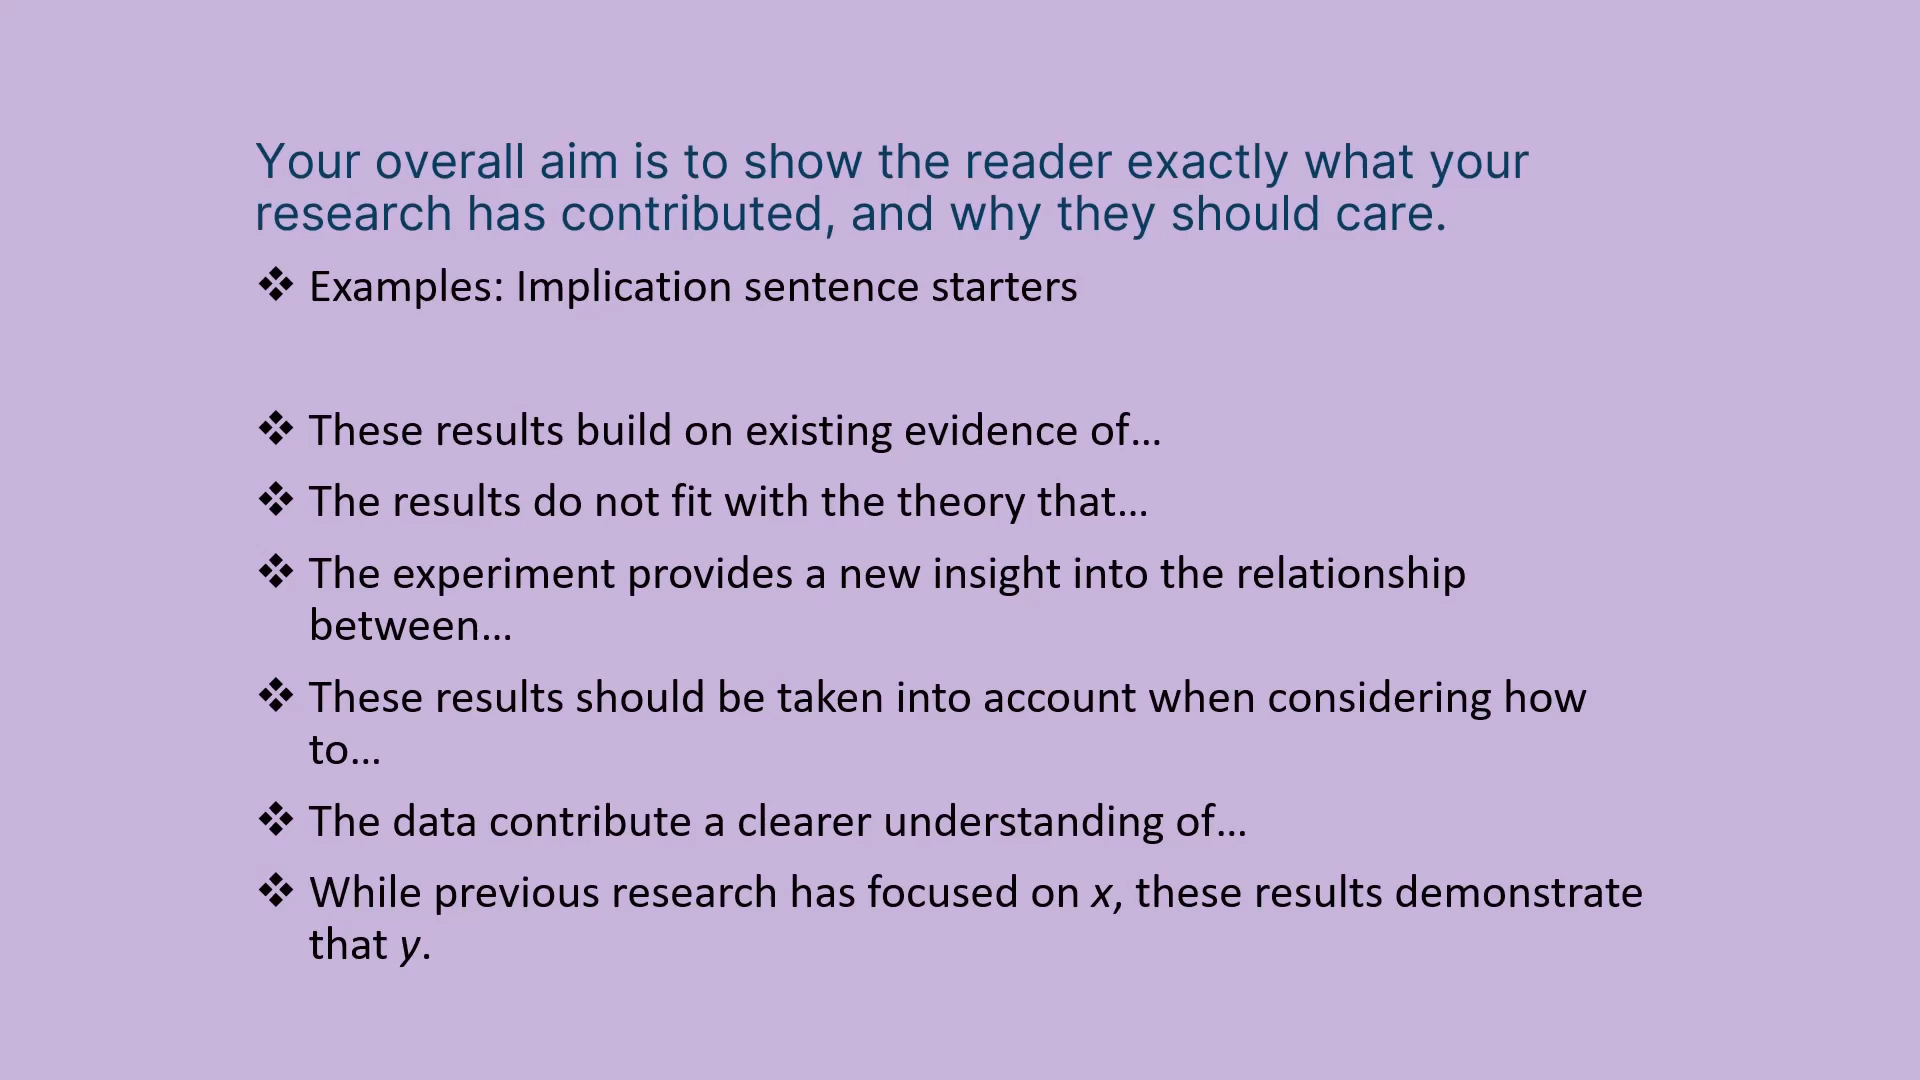 Your overall aim is to show the reader exactly what your
research has contributed, and why they should care.
❖ Examples: Implication sentence starters
❖ These results build on existing evidence of...
❖ The results do not fit with the theory that...
❖ The experiment provides a new insight into the relationship
between...
❖ These results should be taken into account when considering how
to...
❖ The data contribute a clearer understanding of...
❖ While previous research has focused on x, these results demonstrate
that y.